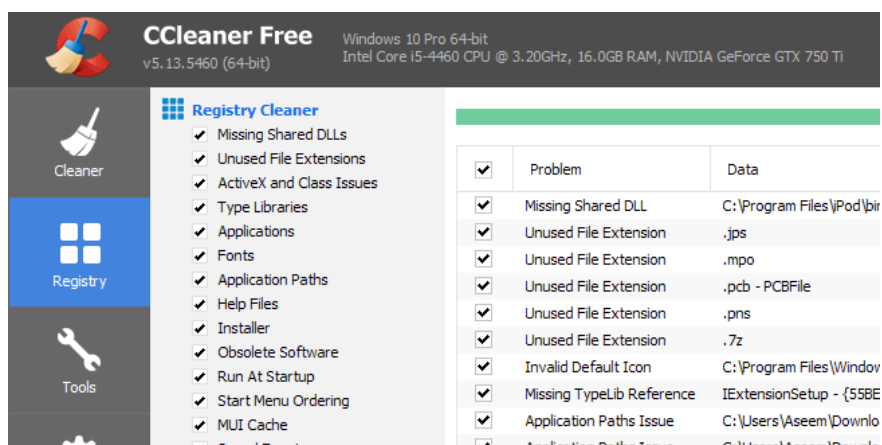 CCleaner Free
Windows 10 Pro 64-bit
v5.13.5460 (64-bit)
Intel Core i5-4460 CPU @ 3.20GHz, 16.0GB RAM, NVIDIA GeForce GTX 750 Ti
Cleaner
Registry
Tools
Registry Cleaner
Missing Shared DLLs
Unused File Extensions
ActiveX and Class Issues
Type Libraries
Applications
Fonts
Application Paths
Help Files
Installer
Obsolete Software
Run At Startup
Start Menu Ordering
MUI Cache
Problem Data
Missing Shared DLL C:\Program Files\iPod\bin
Unused File Extension .jps
Unused File Extension .mpo
Unused File Extension .pcb - PCBFile
Unused File Extension .pns
Unused File Extension .7z
Invalid Default Icon C:\Program Files\Window
Missing TypeLib Reference IExtensionSetup - {55BE
Application Paths Issue C:\Users\Aseem\Downlo